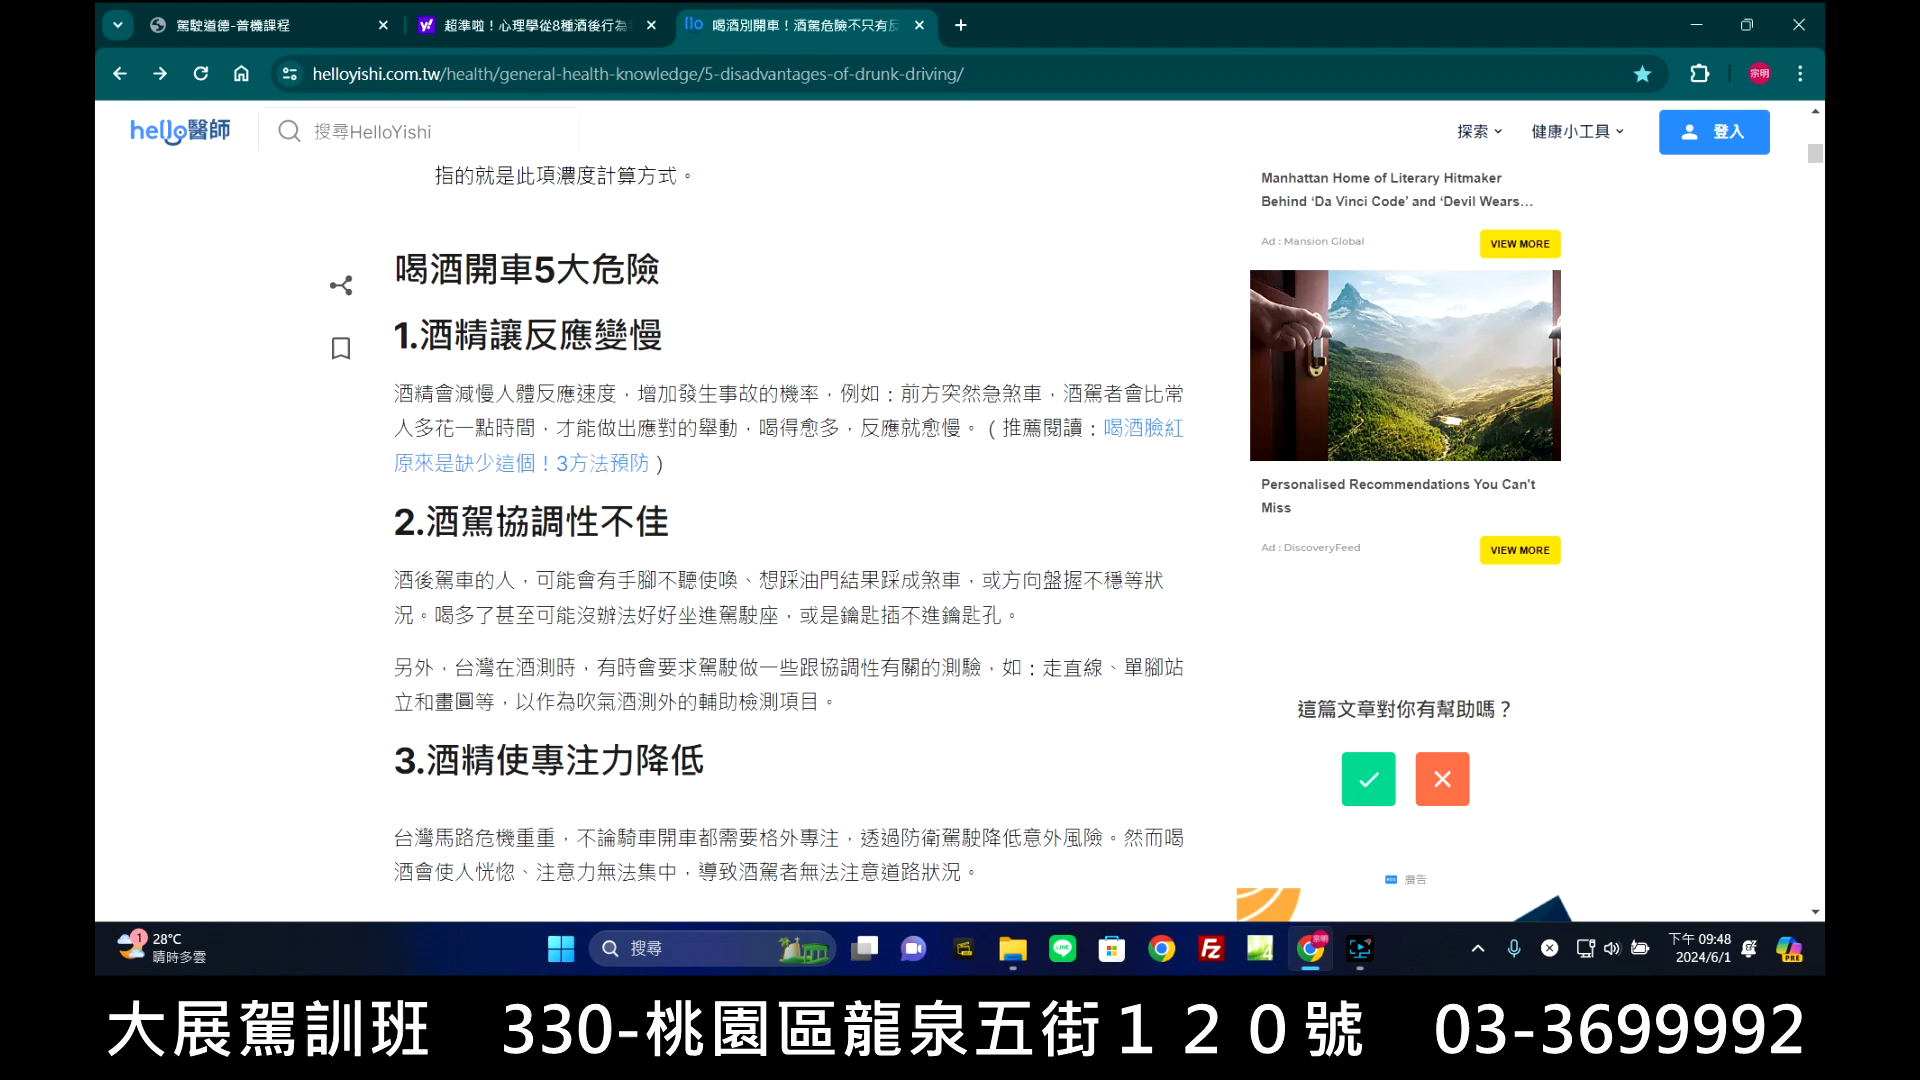 駕駛道德-普機課程
超準啦！心理學從8種酒後行為
喝酒別開車！酒駕危險不只有反
helloyishi.com.tw/health/general-health-knowledge/5-disadvantages-of-drunk-driving/
宗明
hello醫師
搜尋HelloYishi
探索
健康小工具
登入
指的就是此項濃度計算方式。
喝酒開車5大危險
1.酒精讓反應變慢
酒精會減慢人體反應速度，增加發生事故的機率，例如：前方突然急煞車，酒駕者會比常
人多花一點時間，才能做出應對的舉動，喝得愈多，反應就愈慢。（推薦閱讀：喝酒臉紅
原來是缺少這個！3方法預防）
2.酒駕協調性不佳
酒後駕車的人，可能會有手腳不聽使喚、想踩油門結果踩成煞車，或方向盤握不穩等狀
況。喝多了甚至可能沒辦法好好坐進駕駛座，或是鑰匙插不進鑰匙孔。
另外，台灣在酒測時，有時會要求駕駛做一些跟協調性有關的測驗，如：走直線、單腳站
立和畫圓等，以作為吹氣酒測外的輔助檢測項目。
3.酒精使專注力降低
台灣馬路危機重重，不論騎車開車都需要格外專注，透過防衛駕駛降低意外風險。然而喝
酒會使人恍惚、注意力無法集中，導致酒駕者無法注意道路狀況。
Manhattan Home of Literary Hitmaker
Behind ‘Da Vinci Code’ and ‘Devil Wears…
Ad : Mansion Global
VIEW MORE
Personalised Recommendations You Can't
Miss
Ad : DiscoveryFeed
VIEW MORE
這篇文章對你有幫助嗎？
廣告
1
28°C
晴時多雲
搜尋
宗明
下午 09:48
2024/6/1
PRE
大展駕訓班　330-桃園區龍泉五街１２０號　03-3699992